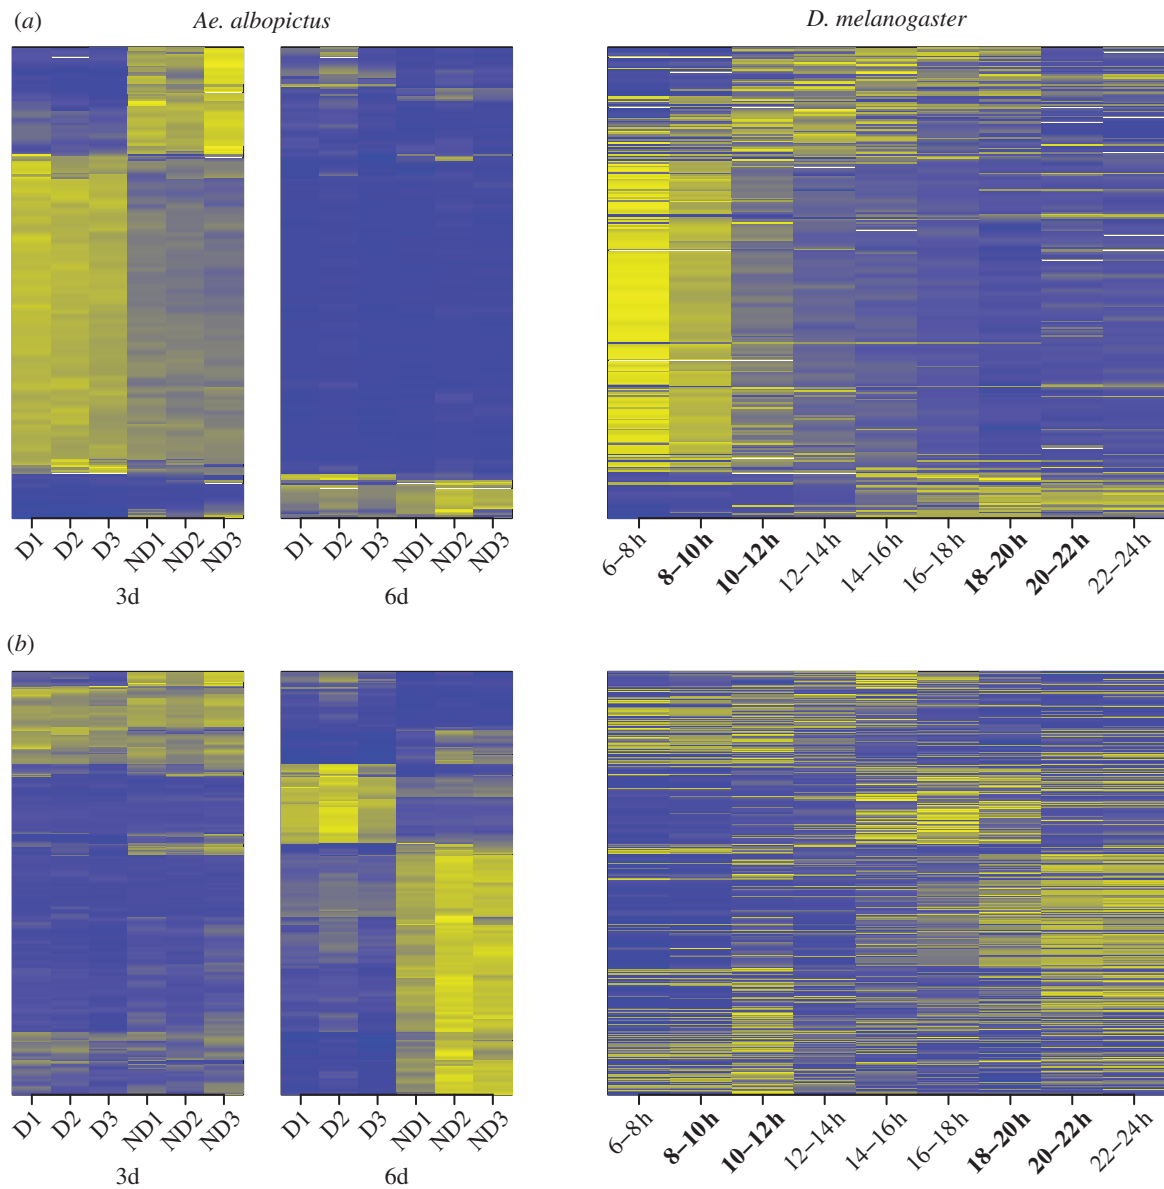 (a) Ae. albopictus D. melanogaster
D1 D2 D3 ND1 ND2 ND3 D1 D2 D3 ND1 ND2 ND3 6–8h 8–10h 10–12h 12–14h 14–16h 16–18h 18–20h 20–22h 22–24h
3d 6d
(b)
D1 D2 D3 ND1 ND2 ND3 D1 D2 D3 ND1 ND2 ND3 6–8h 8–10h 10–12h 12–14h 14–16h 16–18h 18–20h 20–22h 22–24h
3d 6d